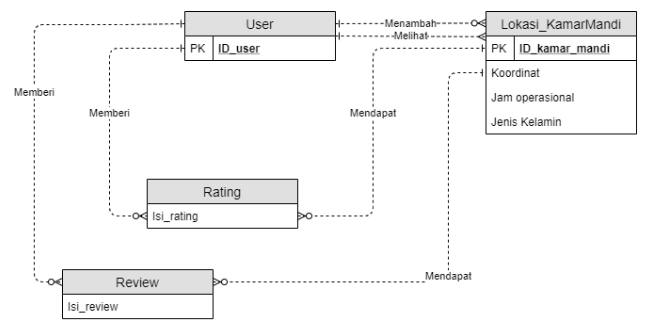 User
PK ID_user
Menambah
Melihat
Lokasi_KamarMandi
PK ID_kamar_mandi
Koordinat
Jam operasional
Jenis Kelamin
Memberi
Memberi
Mendapat
Rating
Isi_rating
Mendapat
Review
Isi_review